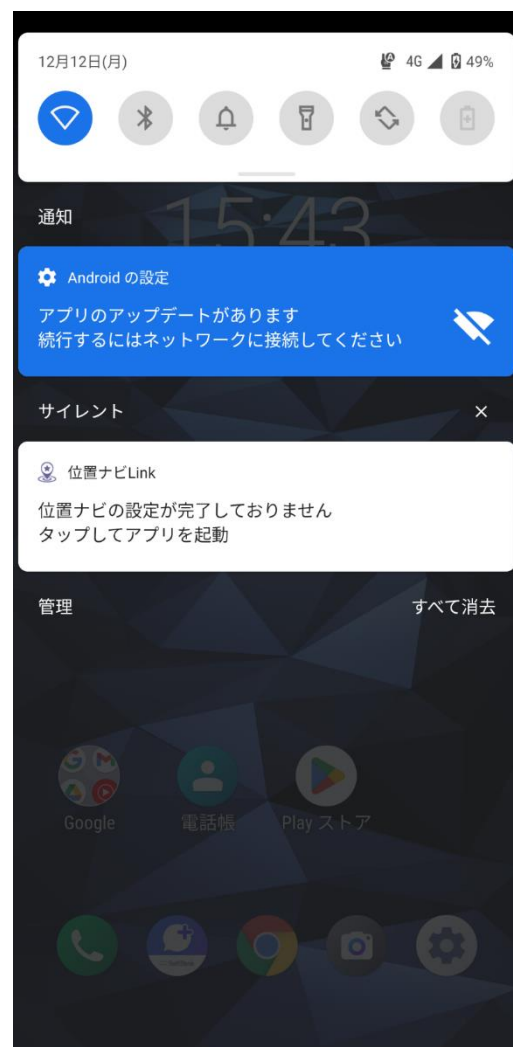 12月12日(月)
4G 49%
15:43
通知
Android の設定
アプリのアップデートがあります
続行するにはネットワークに接続してください
サイレント
位置ナビLink
位置ナビの設定が完了しておりません
タップしてアプリを起動
管理
すべて消去
Google
電話帳
Play ストア